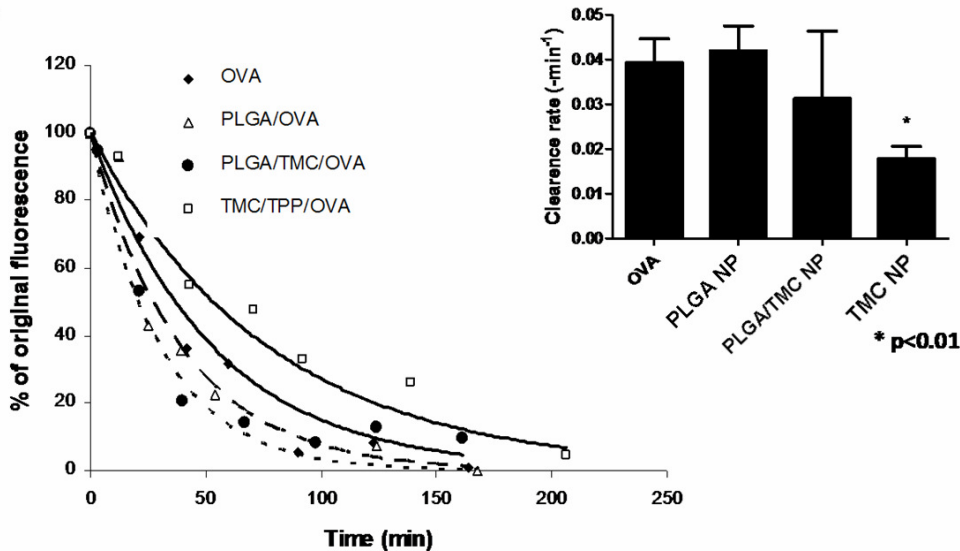 120
100
80
60
40
20
0
% of original fluorescence
OVA
PLGA/OVA
PLGA/TMC/OVA
TMC/TPP/OVA
0 50 100 150 200 250
Time (min)
0.05
0.04
0.03
0.02
0.01
0.00
Clearence rate (-min-1)
*
OVA
PLGA NP
PLGA/TMC NP
TMC NP
* p<0.01